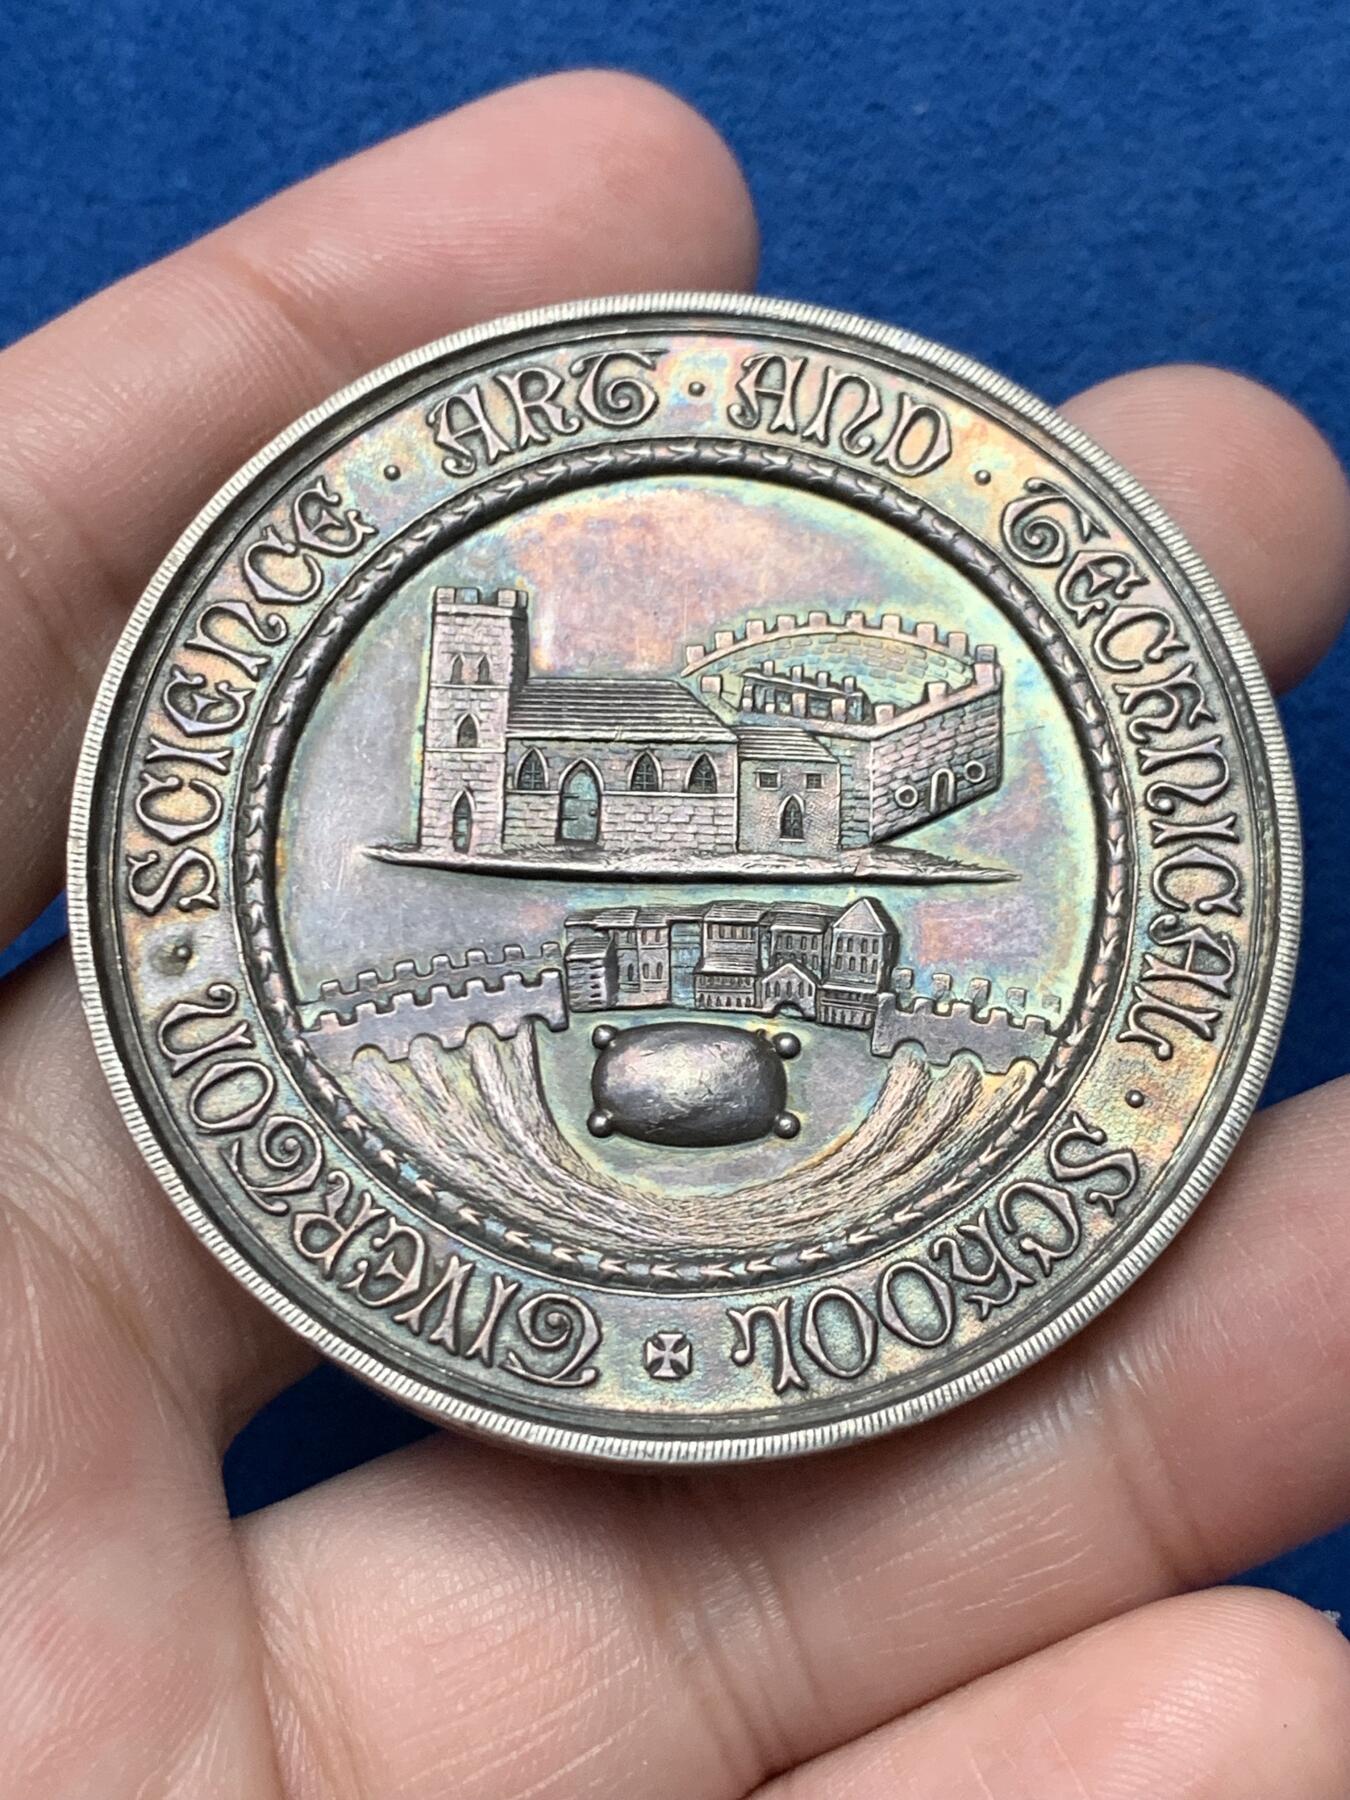 TIVERTON · SCIENCE · ART · AND · TECHNICAL · SCHOOL